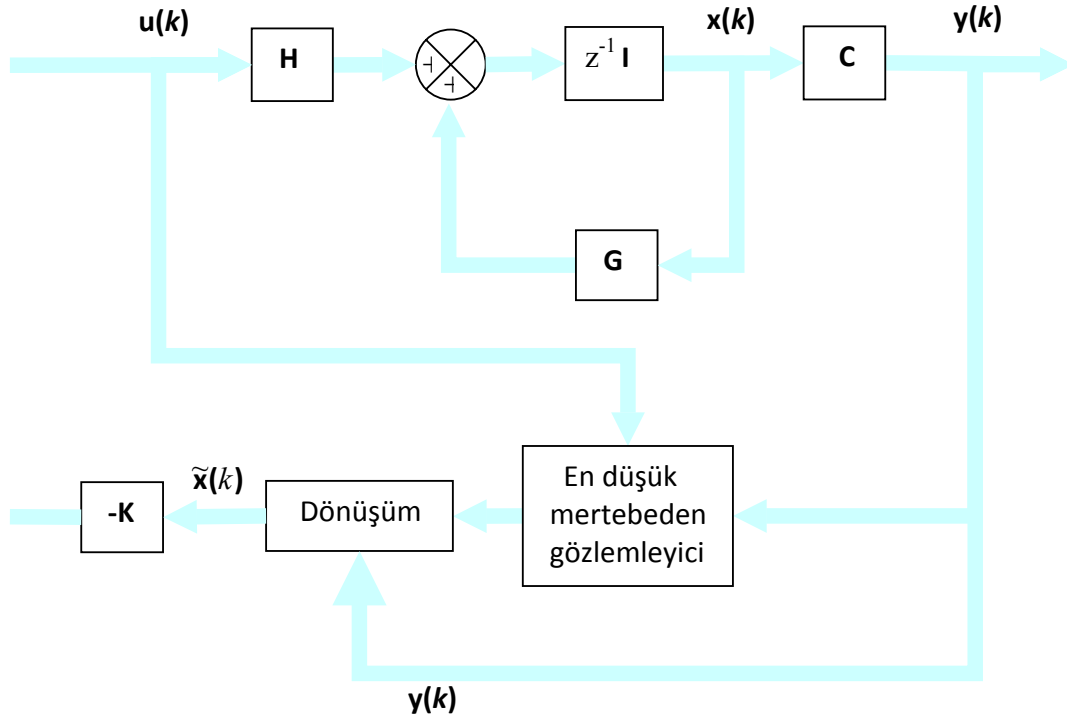 u(k)
x(k)
y(k)
H
z⁻¹ I
C
G
En düşük
mertebeden
gözlemleyici
x̃(k)
Dönüşüm
-K
y(k)